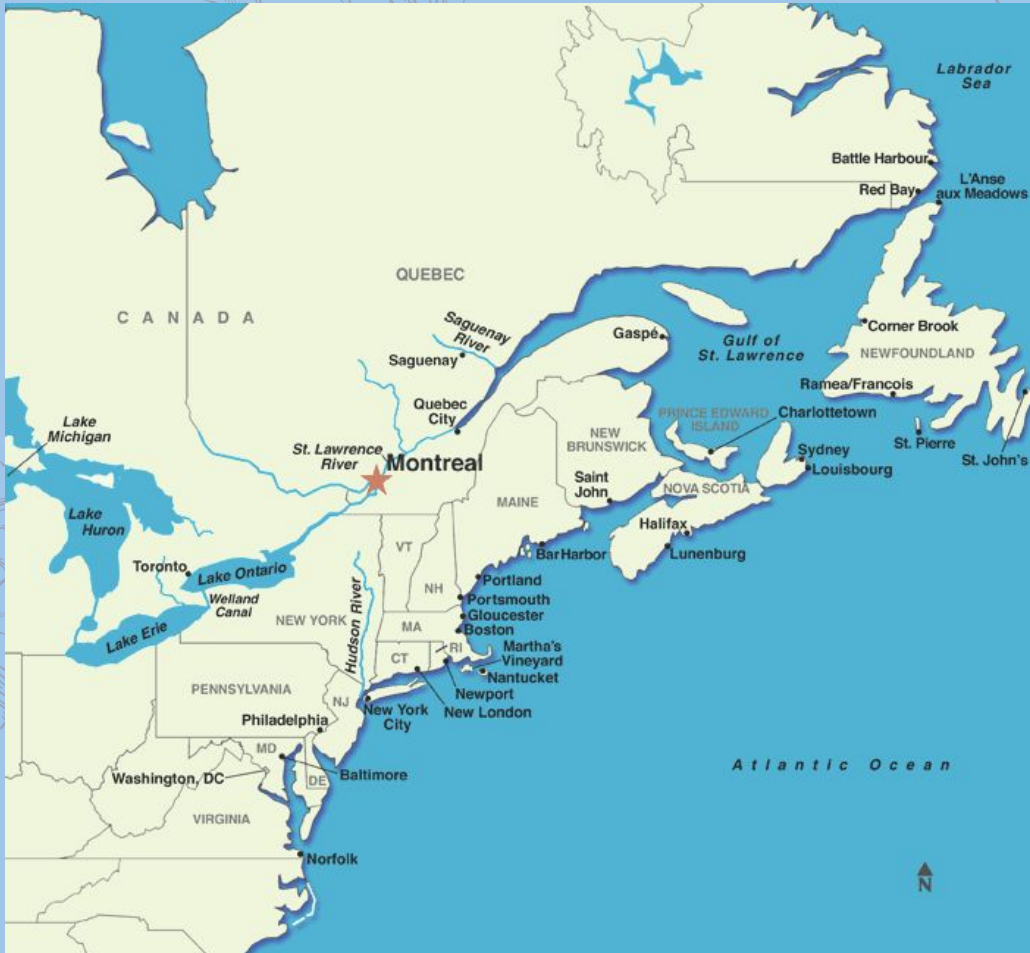 Labrador
Sea
Battle Harbour
Red Bay
L'Anse
aux Meadows
QUEBEC
CANADA
Saguenay
River
Saguenay
Gaspé
Gulf of
St. Lawrence
Corner Brook
NEWFOUNDLAND
Ramea/Francois
Quebec
City
Lake
Michigan
St. Lawrence
River
Montreal
NEW
BRUNSWICK
PRINCE EDWARD
ISLAND
Charlottetown
St. Pierre
St. John's
Sydney
Louisbourg
Saint
John
NOVA SCOTIA
MAINE
Lake
Huron
Halifax
Lunenburg
Bar Harbor
Toronto
Lake Ontario
VT
NH
Portland
Welland
Canal
Portsmouth
Gloucester
Boston
NEW YORK
Hudson River
MA
Lake Erie
CT
RI
Martha's
Vineyard
Nantucket
Newport
New London
PENNSYLVANIA
NJ
New York
City
Philadelphia
MD
Baltimore
Washington, DC
DE
Atlantic Ocean
VIRGINIA
Norfolk
N